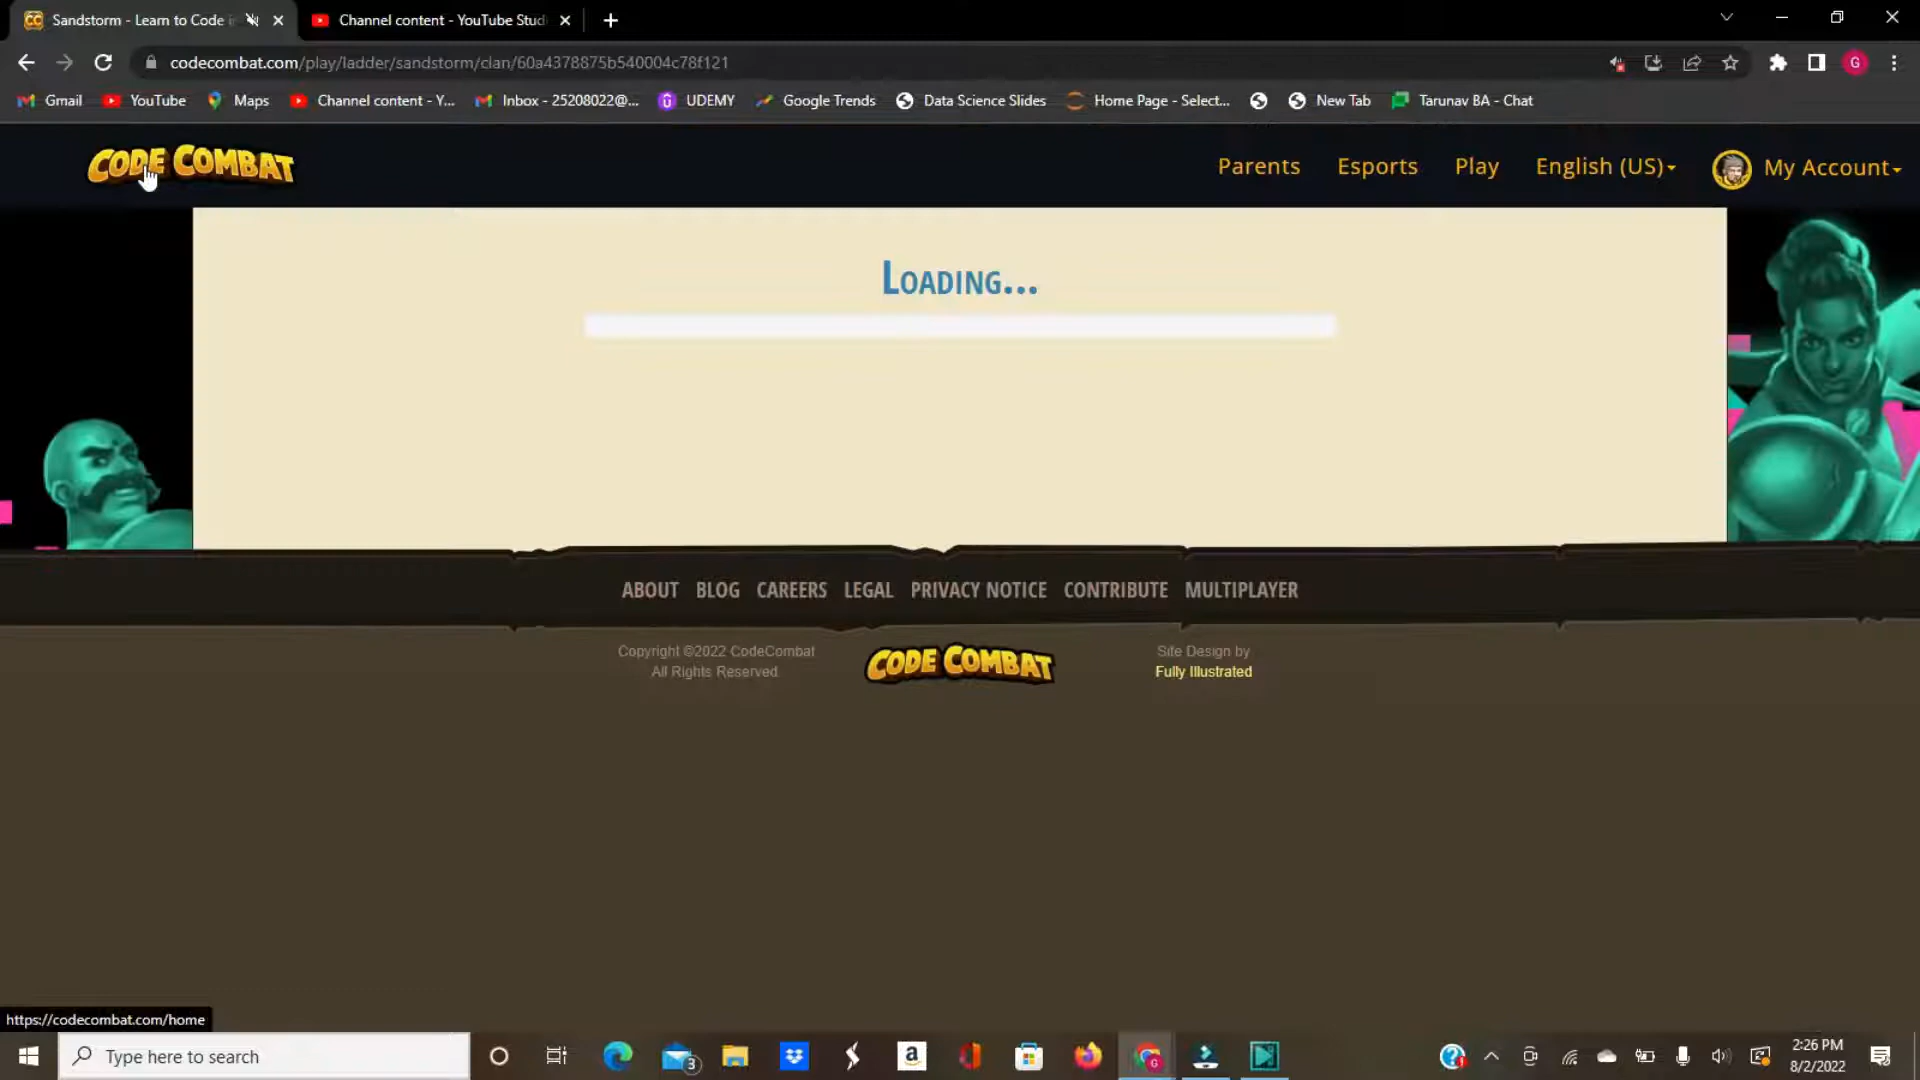 Sandstorm - Learn to Code i
Channel content - YouTube Stud
codecombat.com/play/ladder/sandstorm/clan/60a4378875b540004c78f121
G
Gmail
YouTube
Maps
Channel content - Y...
Inbox - 25208022@...
UDEMY
Google Trends
Data Science Slides
Home Page - Select...
New Tab
Tarunav BA - Chat
CODE COMBAT
Parents
Esports
Play
English (US)
My Account
LOADING...
ABOUT BLOG CAREERS LEGAL PRIVACY NOTICE CONTRIBUTE MULTIPLAYER
Copyright ©2022 CodeCombat
All Rights Reserved
CODE COMBAT
Site Design by
Fully Illustrated
https://codecombat.com/home
Type here to search
3
2:26 PM
8/2/2022